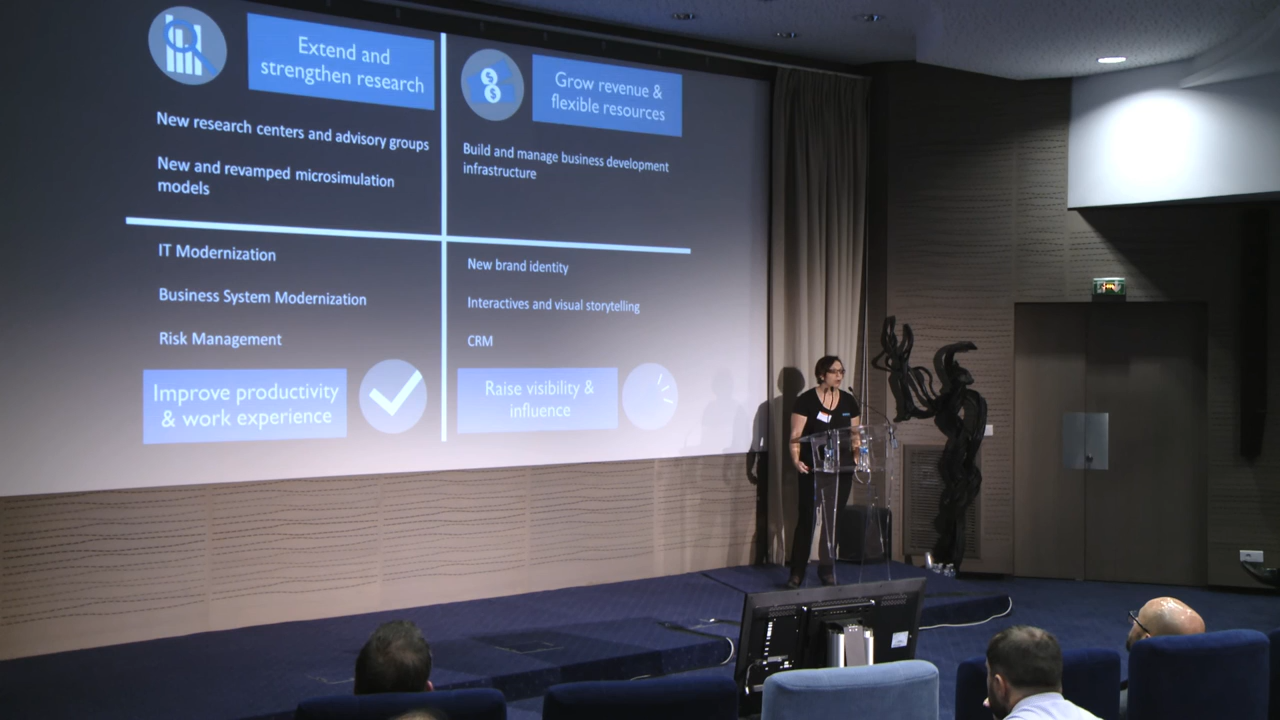 Extend and
strengthen research
New research centers and advisory groups
New and revamped microsimulation
models
Grow revenue &
flexible resources
Build and manage business development
infrastructure
IT Modernization
Business System Modernization
Risk Management
Improve productivity
& work experience
New brand identity
Interactives and visual storytelling
CRM
Raise visibility &
influence